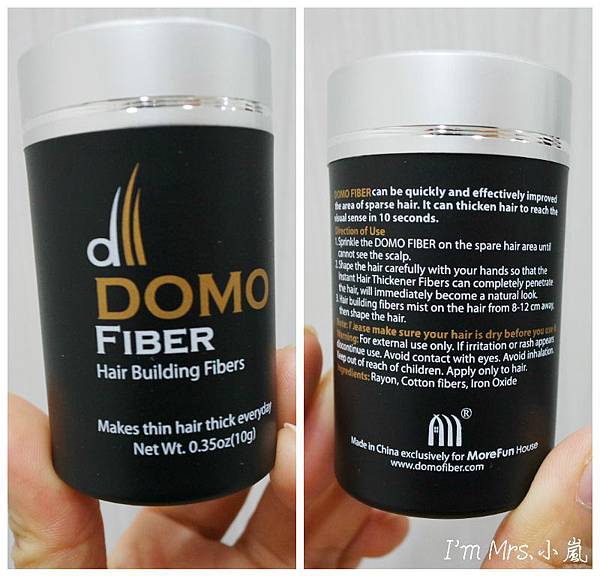 d
DOMO
FIBER
Hair Building Fibers
Makes thin hair thick everyday
Net Wt. 0.35oz(10g)
DOMO FIBER can be quickly and effectively improved
the area of sparse hair. It can thicken hair to reach the
visual sense in 10 seconds.
Direction of Use
1.Sprinkle the DOMO FIBER on the spare hair area until
cannot see the scalp.
2.Shape the hair carefully with your hands so that the
Instant Hair Thickener Fibers can completely penetrate
the hair, will immediately become a natural look.
3.Hair building fibers mist on the hair from 8-12 cm away,
then shape the hair.
Note: Please make sure your hair is dry before you use it
Warning: For external use only. If irritation or rash appears
discontinue use. Avoid contact with eyes. Avoid inhalation.
Keep out of reach of children. Apply only to hair.
Ingredients: Rayon, Cotton fibers, Iron Oxide
®
Made in China exclusively for MoreFun House
www.domofiber.com
I'm Mrs.小嵐